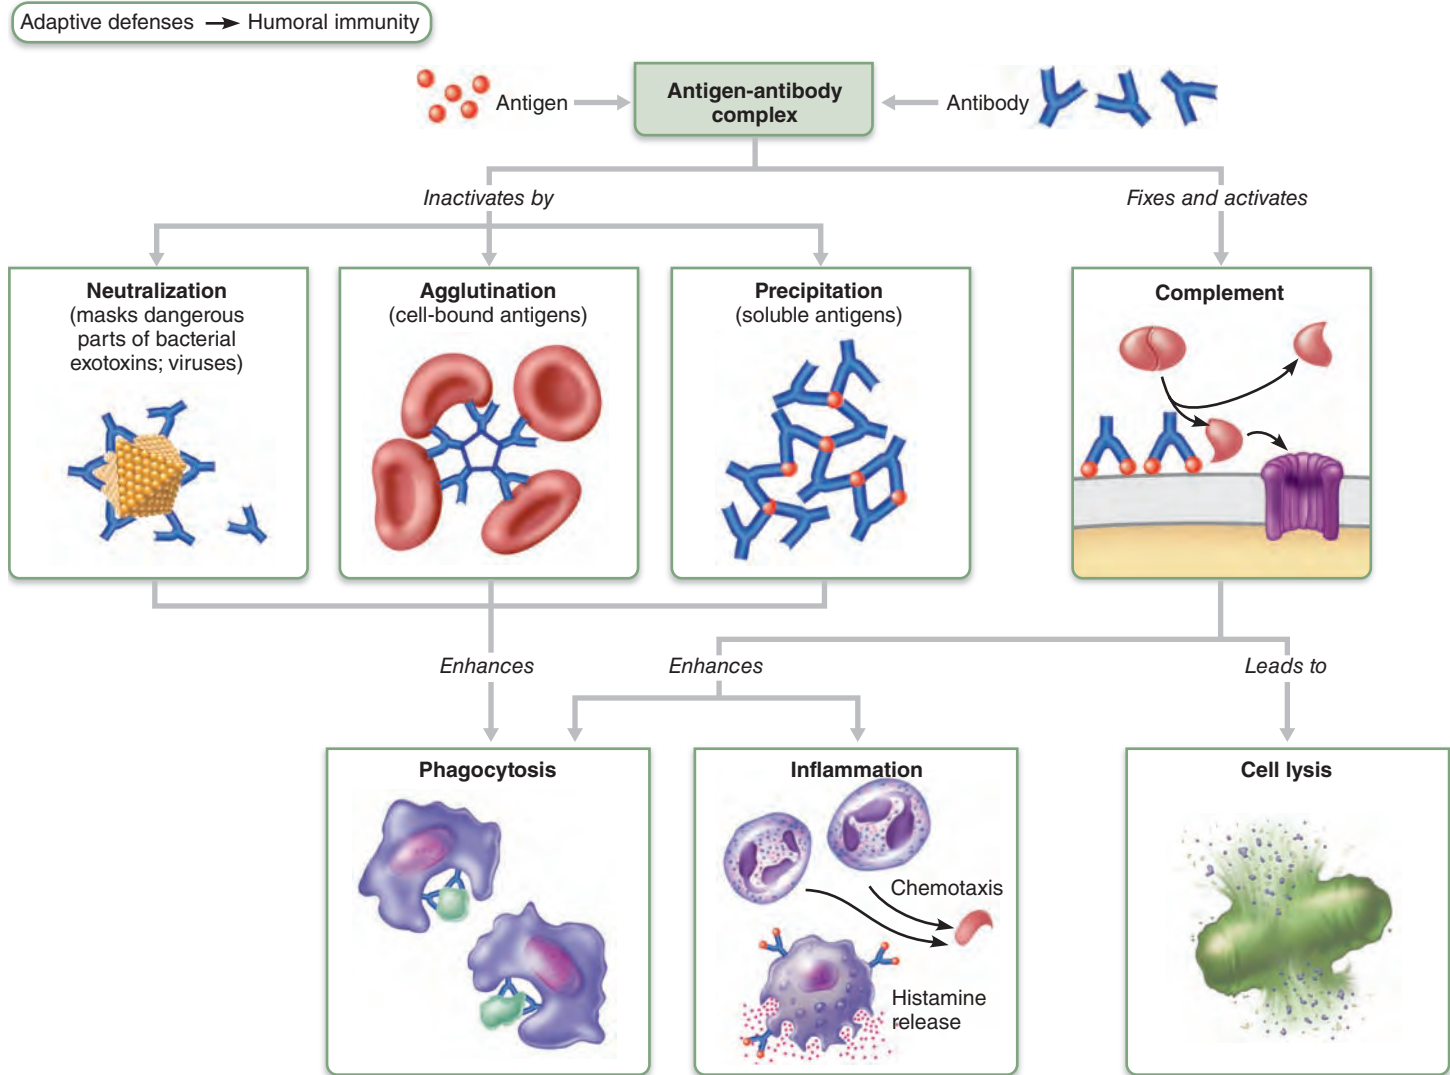 Adaptive defenses → Humoral immunity
Antigen
Antigen-antibody
complex
Antibody
Inactivates by
Fixes and activates
Neutralization
(masks dangerous
parts of bacterial
exotoxins; viruses)
Agglutination
(cell-bound antigens)
Precipitation
(soluble antigens)
Complement
Enhances
Enhances
Leads to
Phagocytosis
Inflammation
Chemotaxis
Histamine
release
Cell lysis